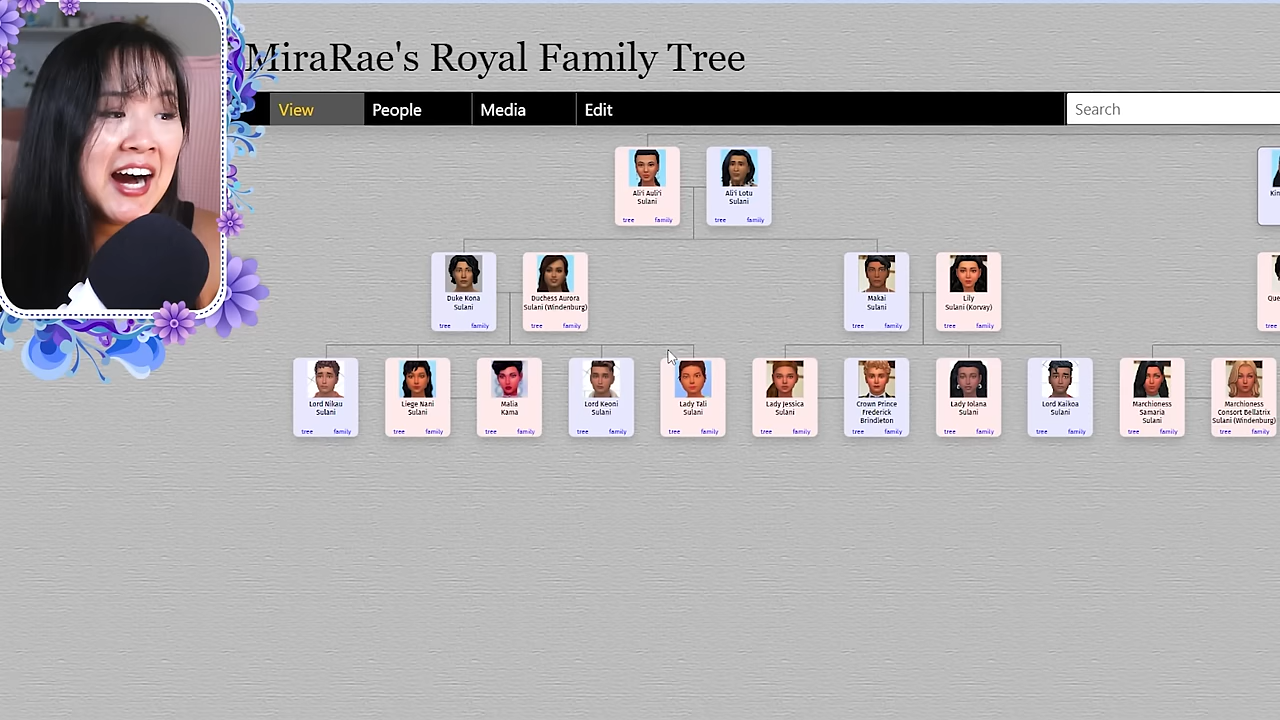 MiraRae's Royal Family Tree
View People Media Edit Search
Ali'i Auli'i
Sulani
tree family
Ali'i Lotu
Sulani
tree family
Duke Kona
Sulani
tree family
Duchess Aurora
Sulani (Windenburg)
tree family
Makai
Sulani
tree family
Lily
Sulani (Korvay)
tree family
Lord Nikau
Sulani
tree family
Liege Nani
Sulani
tree family
Malia
Kama
tree family
Lord Keoni
Sulani
tree family
Lady Tali
Sulani
tree family
Lady Jessica
Sulani
tree family
Crown Prince
Frederick
Brindleton
tree family
Lady Iolana
Sulani
tree family
Lord Kaikoa
Sulani
tree family
Marchioness
Samaria
Sulani
tree family
Marchioness
Consort Bellatrix
Sulani (Windenburg)
tree family